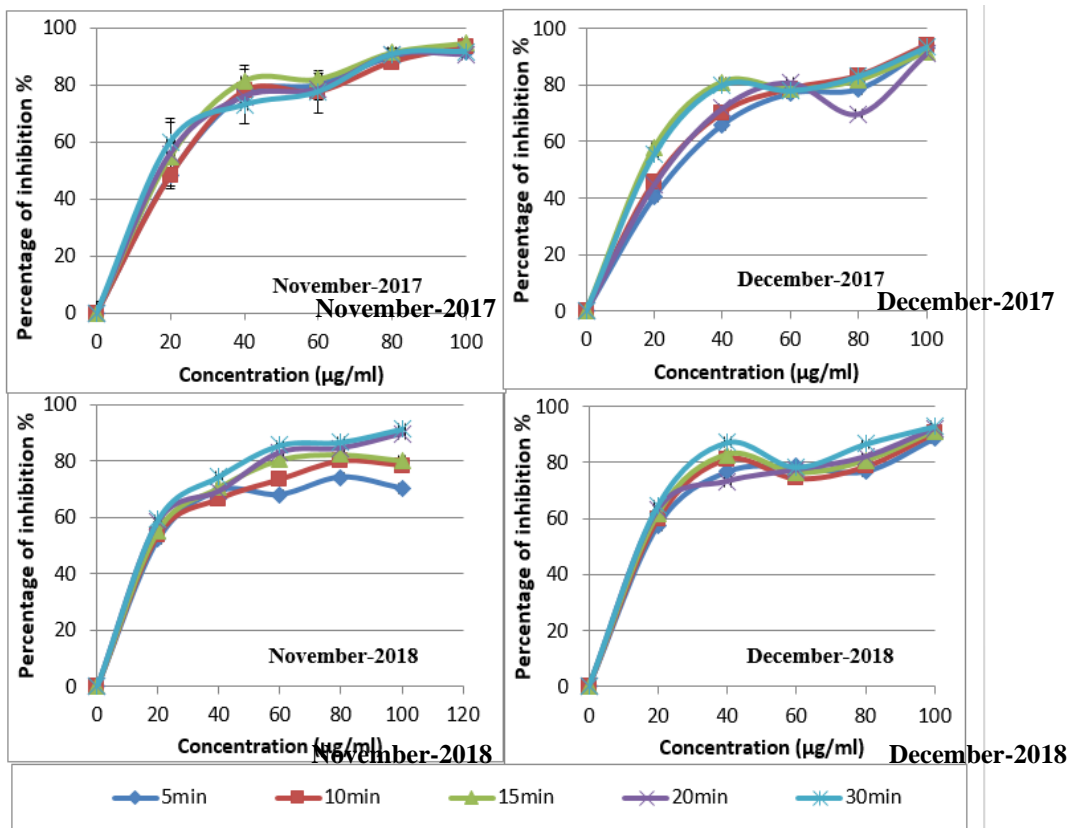 Percentage of inhibition %
100
80
60
40
20
0
0 20 40 60 80 100
Concentration (µg/ml)
November-2017
November-2017
Percentage of inhibition %
100
80
60
40
20
0
0 20 40 60 80 100
Concentration (µg/ml)
December-2017
December-2017
Percentage of inhibition %
100
80
60
40
20
0
0 20 40 60 80 100 120
Concentration (µg/ml)
November-2018
November-2018
Percentage of inhibition %
100
80
60
40
20
0
0 20 40 60 80 100
Concentration (µg/ml)
December-2018
December-2018
5min 10min 15min 20min 30min